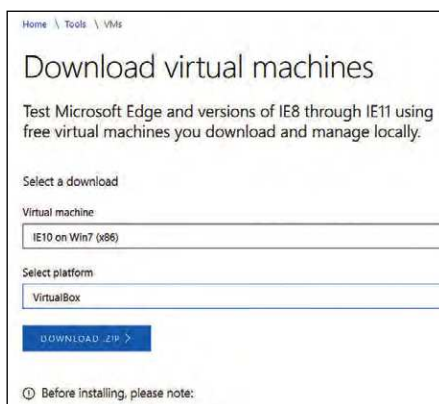 Home \ Tools \ VMs
Download virtual machines
Test Microsoft Edge and versions of IE8 through IE11 using
free virtual machines you download and manage locally.
Select a download
Virtual machine
IE10 on Win7 (x86)
Select platform
VirtualBox
DOWNLOAD .ZIP >
Before installing, please note: